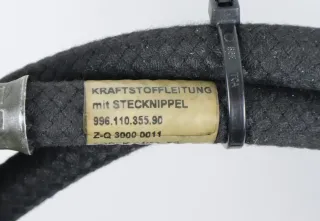 KRAFTSTOFFLEITUNG
mit STECKNIPPEL
996.110.355.90
Z-Q 3000 0011